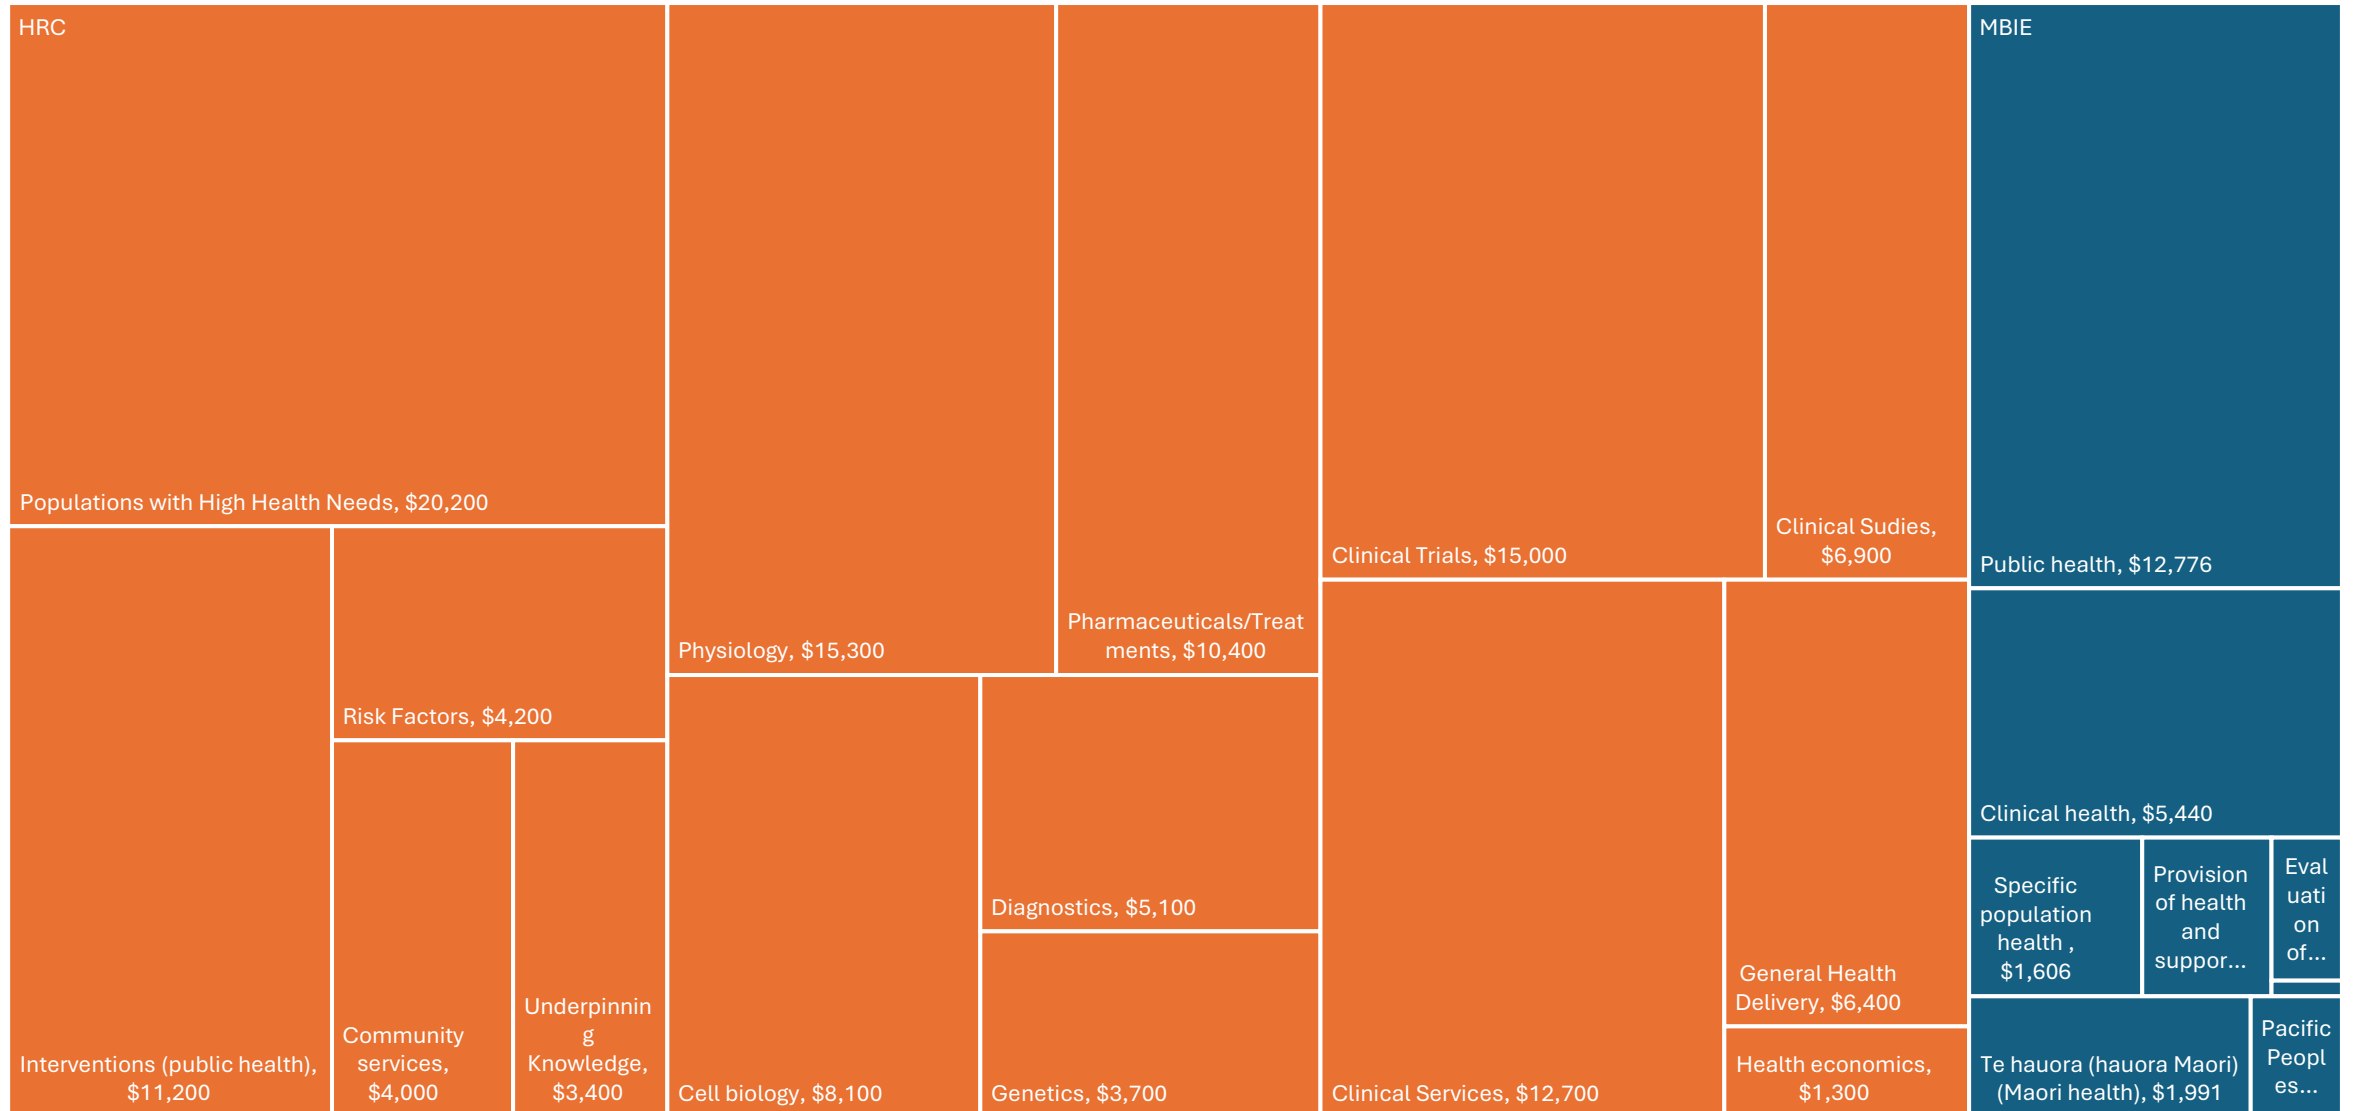 HRC
Populations with High Health Needs, $20,200
Interventions (public health),
$11,200
Risk Factors, $4,200
Community
services,
$4,000
Underpinnin
g
Knowledge,
$3,400
Physiology, $15,300
Pharmaceuticals/Treat
ments, $10,400
Cell biology, $8,100
Diagnostics, $5,100
Genetics, $3,700
Clinical Trials, $15,000
Clinical Sudies,
$6,900
Clinical Services, $12,700
General Health
Delivery, $6,400
Health economics,
$1,300
MBIE
Public health, $12,776
Clinical health, $5,440
Specific
population
health ,
$1,606
Provision
of health
and
suppor...
Eval
uati
on
of...
Te hauora (hauora Maori)
(Maori health), $1,991
Pacific
Peopl
es...